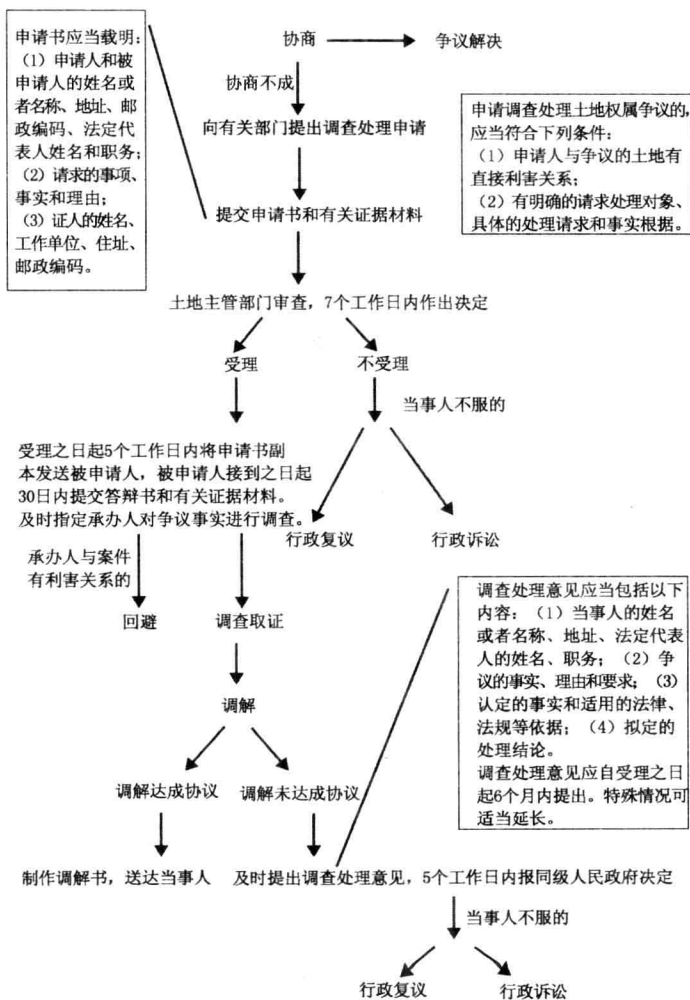 申请书应当载明：
（1）申请人和被
申请人的姓名或
者名称、地址、邮
政编码、法定代
表人姓名和职务；
（2）请求的事项、
事实和理由；
（3）证人的姓名、
工作单位、住址、
邮政编码。
协商
争议解决
协商不成
向有关部门提出调查处理申请
申请调查处理土地权属争议的，
应当符合下列条件：
（1）申请人与争议的土地有
直接利害关系；
（2）有明确的请求处理对象、
具体的处理请求和事实根据。
提交申请书和有关证据材料
土地主管部门审查，7个工作日内作出决定
受理
不受理
当事人不服的
受理之日起5个工作日内将申请书副
本发送被申请人，被申请人接到之日起
30日内提交答辩书和有关证据材料。
及时指定承办人对争议事实进行调查。
行政复议
行政诉讼
承办人与案件
有利害关系的
回避
调查取证
调查处理意见应当包括以下
内容：（1）当事人的姓名
或者名称、地址、法定代表
人的姓名、职务；（2）争
议的事实、理由和要求；（3）
认定的事实和适用的法律、
法规等依据；（4）拟定的
处理结论。
调查处理意见应自受理之日
起6个月内提出。特殊情况可
适当延长。
调解
调解达成协议
调解未达成协议
制作调解书，送达当事人
及时提出调查处理意见，5个工作日内报同级人民政府决定
当事人不服的
行政复议
行政诉讼